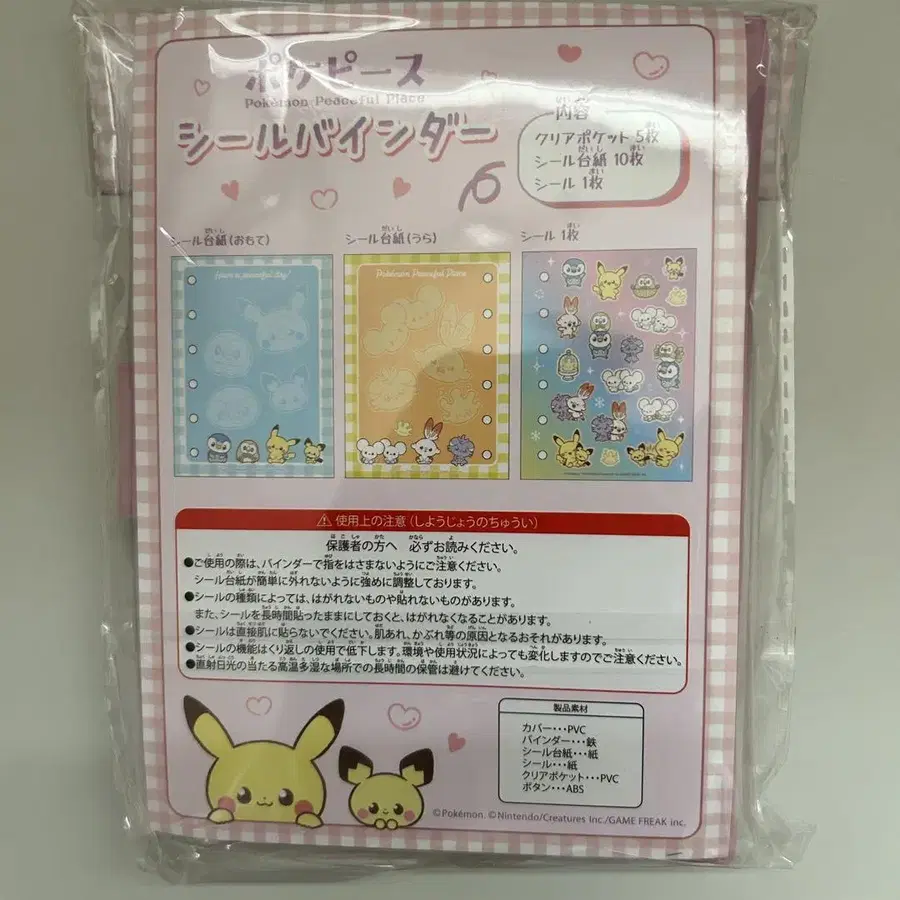 ポケピース
Pokémon Peaceful Place
シールバインダー
内容
クリアポケット 5枚
シール台紙 10枚
シール 1枚
シール台紙(おもて)
シール台紙(うら)
シール 1枚
Have a peaceful day!
Pokémon Peaceful Place
⚠ 使用上の注意(しようじょうのちゅうい)
保護者の方へ 必ずお読みください。
●ご使用の際は、バインダーで指をはさまないようにご注意ください。
シール台紙が簡単に外れないように強めに調整しております。
●シールの種類によっては、はがれないものや貼れないものがあります。
また、シールを長時間貼ったままにしておくと、はがれなくなることがあります。
●シールは直接肌に貼らないでください。肌あれ、かぶれ等の原因となるおそれがあります。
●シールの機能はくり返しの使用で低下します。環境や使用状況によっても変化しますのでご注意ください。
●直射日光の当たる高温多湿な場所での長時間の保管は避けてください。
製品素材
カバー・・・PVC
バインダー・・・鉄
シール台紙・・・紙
シール・・・紙
クリアポケット・・・PVC
ボタン・・・ABS
©Pokémon. ©Nintendo/Creatures Inc./GAME FREAK inc.